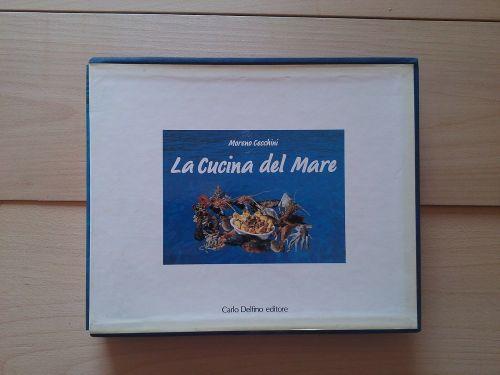 Moreno Cecchini
La Cucina del Mare
Carlo Delfino editore